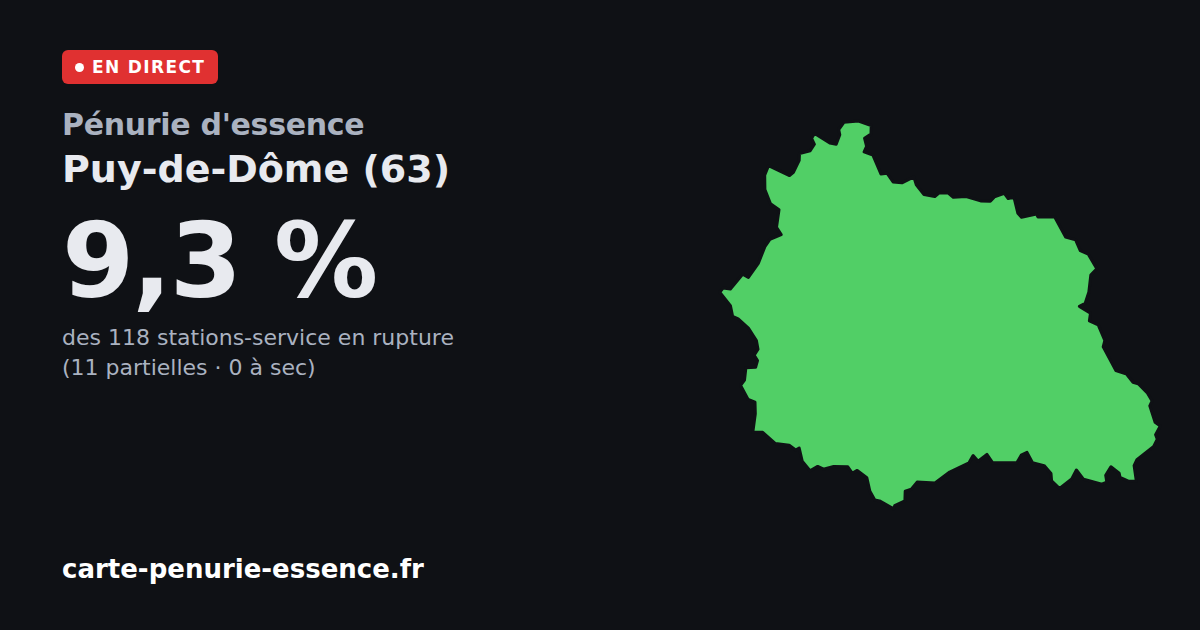 EN DIRECT
Pénurie d'essence
Puy-de-Dôme (63)
9,3 %
des 118 stations-service en rupture
(11 partielles · 0 à sec)
carte-penurie-essence.fr